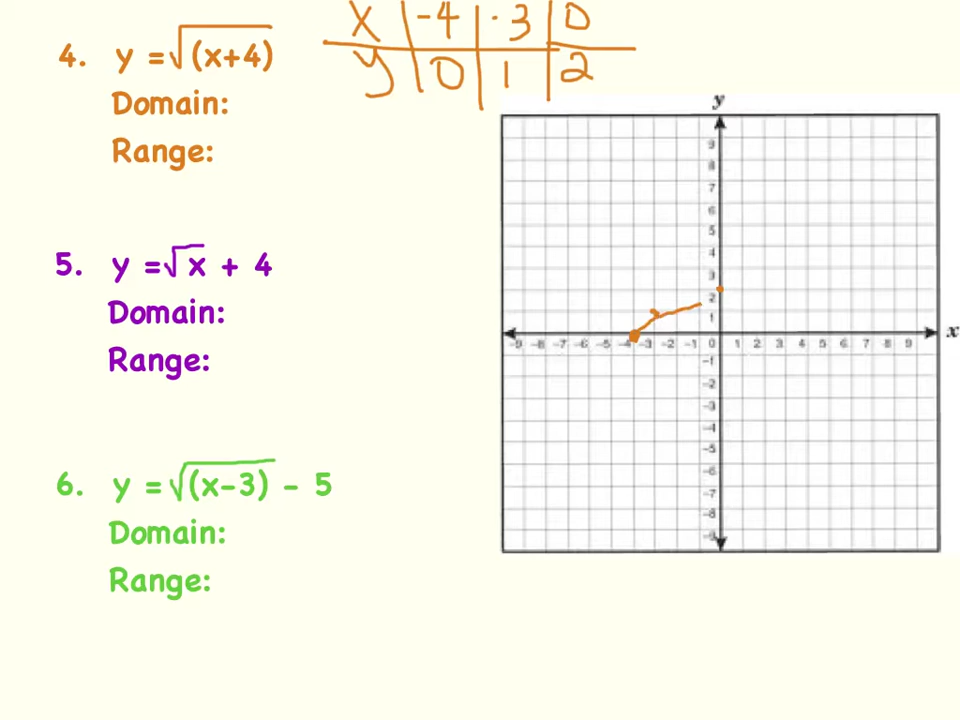 x -4 -3 0
y 0 1 2
4. y = √(x+4)
Domain:
Range:
5. y = √x + 4
Domain:
Range:
6. y = √(x-3) - 5
Domain:
Range:
y
9
8
7
6
5
4
3
2
1
-9 -8 -7 -6 -5 -4 -3 -2 -1 0 1 2 3 4 5 6 7 8 9 x
-1
-2
-3
-4
-5
-6
-7
-8
-9